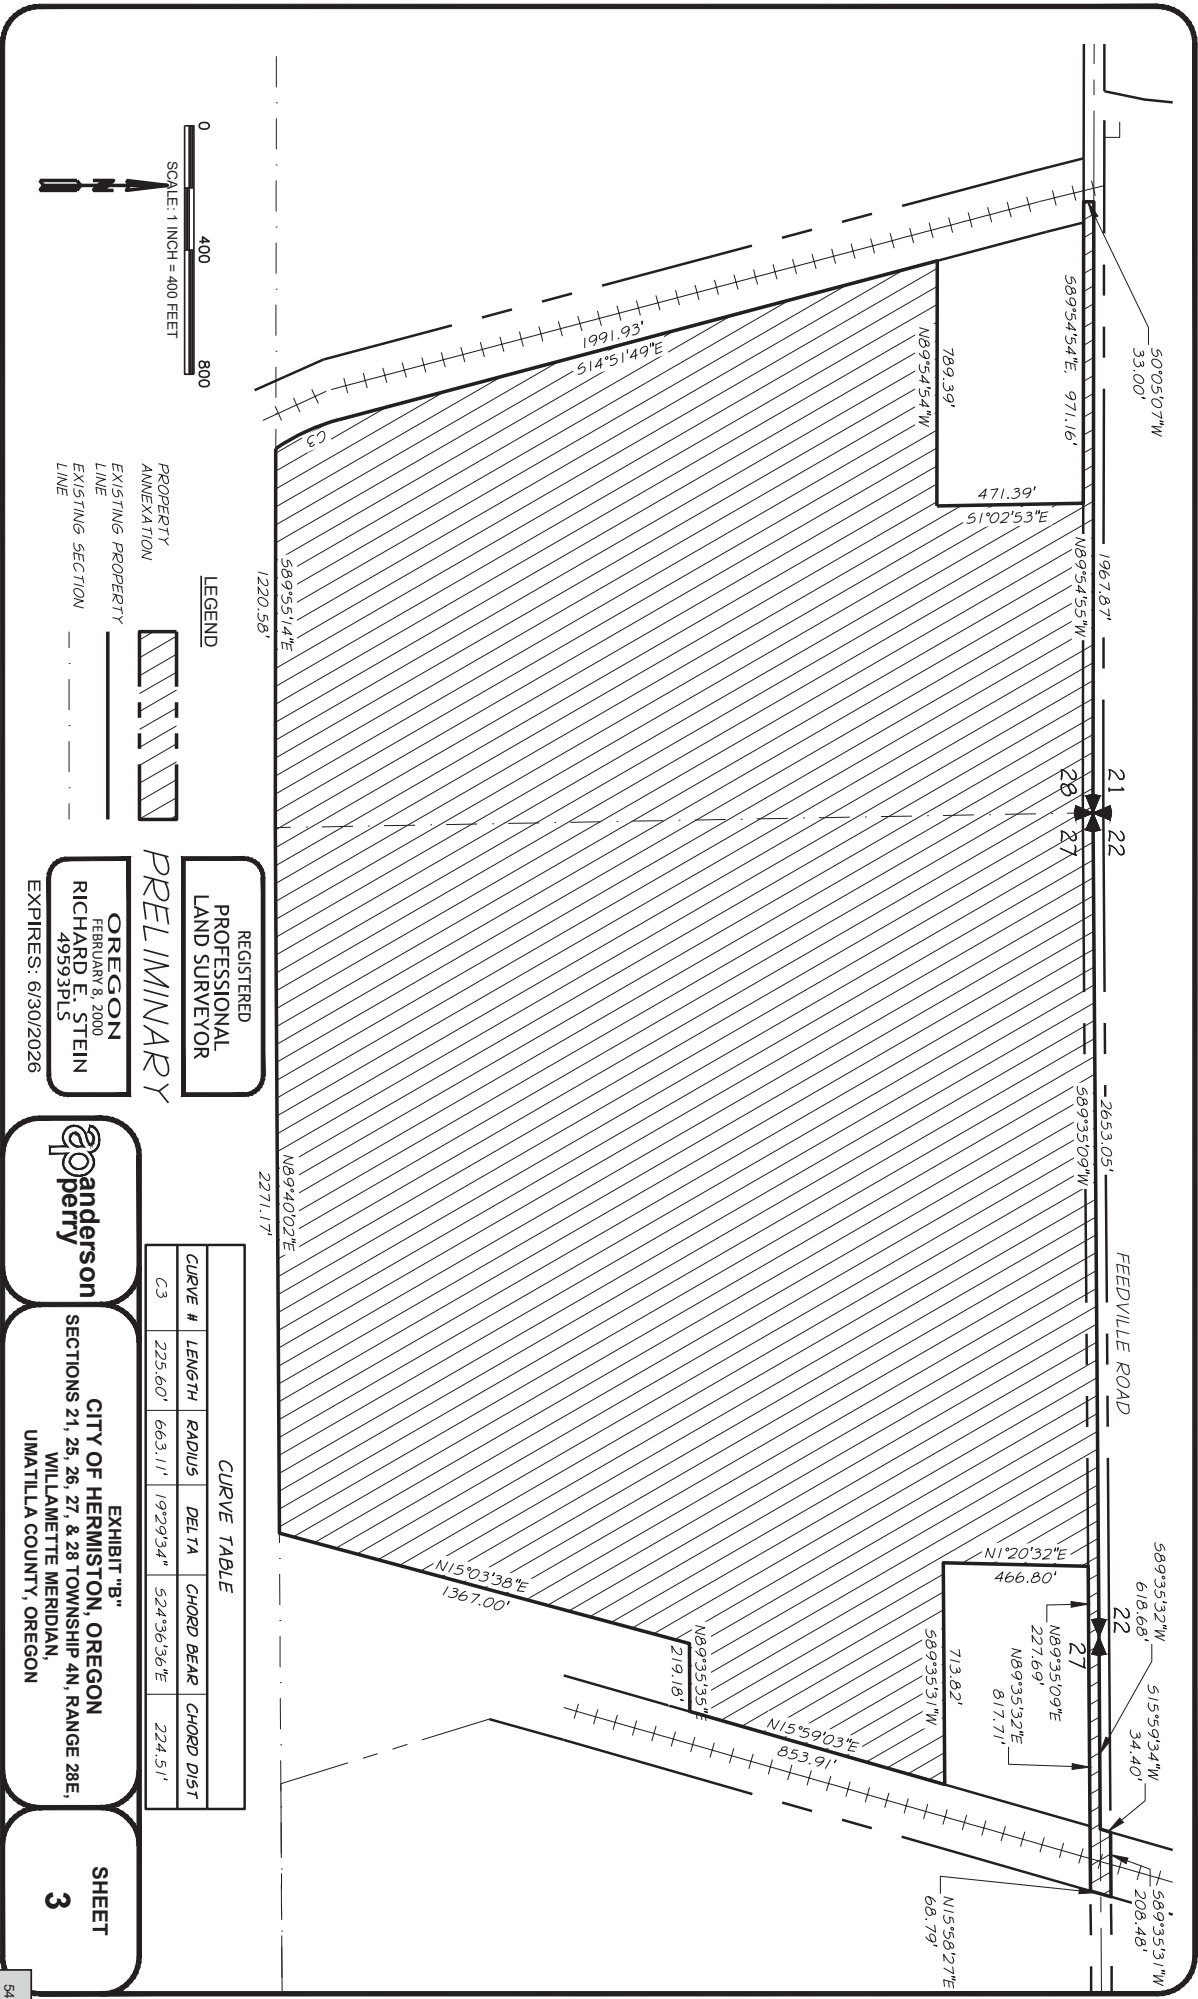 S0°05'07"W
33.00'
S89°54'54"E 971.16'
1967.87'
N89°54'55"W
21
22
28
27
2653.05'
S89°35'09"W
FEEDVILLE ROAD
S89°35'32"W
618.68'
S15°59'34"W
34.40'
S89°35'31"W
208.48'
22
27
N89°35'09"E
227.69'
N89°35'32"E
817.71'
N15°58'27"E
68.79'
789.39'
N89°54'54"W
471.39'
S1°02'53"E
N1°20'32"E
466.80'
713.82'
S89°35'31"W
1991.93'
S14°51'49"E
N15°59'03"E
853.91'
N89°35'35"E
219.18'
N15°03'38"E
1367.00'
C3
S89°55'14"E
1220.58'
N89°40'02"E
2271.17'
0 400 800
SCALE: 1 INCH = 400 FEET
N
LEGEND
PROPERTY
ANNEXATION
EXISTING PROPERTY
LINE
EXISTING SECTION
LINE
REGISTERED
PROFESSIONAL
LAND SURVEYOR
PRELIMINARY
OREGON
FEBRUARY 8, 2000
RICHARD E. STEIN
49593PLS
EXPIRES: 6/30/2026
CURVE TABLE
CURVE # LENGTH RADIUS DELTA CHORD BEAR CHORD DIST
C3 225.60' 663.11' 19°29'34" S24°36'36"E 224.51'
ap anderson
perry
EXHIBIT "B"
CITY OF HERMISTON, OREGON
SECTIONS 21, 25, 26, 27, & 28 TOWNSHIP 4N, RANGE 28E,
WILLAMETTE MERIDIAN,
UMATILLA COUNTY, OREGON
SHEET
3
54